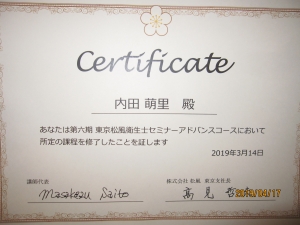 Certificate
内田 萌里 殿
あなたは第六期 東京松風衛生士セミナーアドバンスコースにおいて
所定の課程を修了したことを証します
2019年3月14日
講師代表
株式会社 松風 東京支社長
Masakazu Saito
高見
04/17